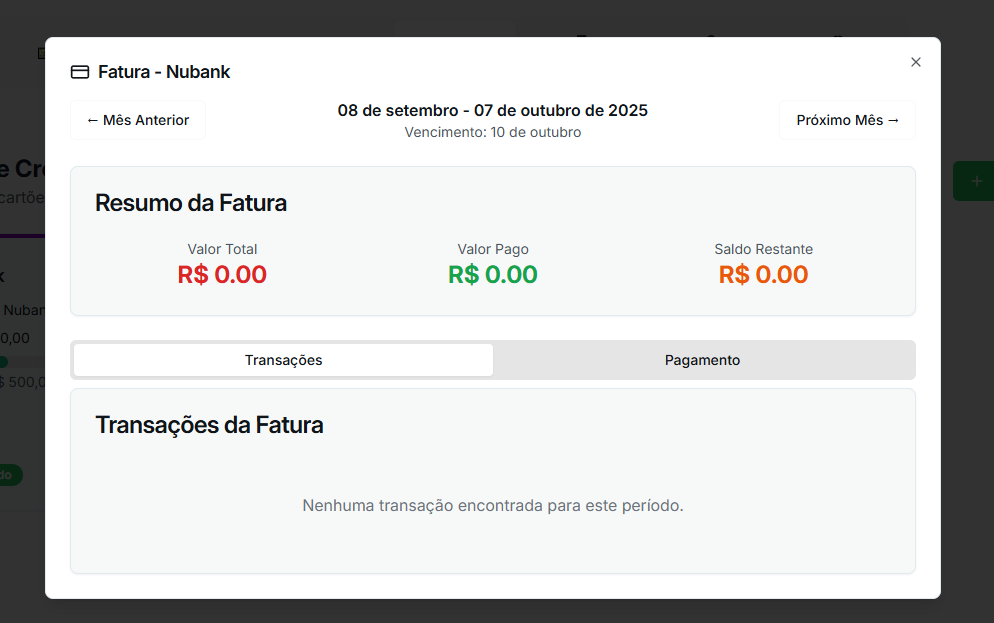 Fatura - Nubank
← Mês Anterior
08 de setembro - 07 de outubro de 2025
Vencimento: 10 de outubro
Próximo Mês →
Resumo da Fatura
Valor Total
R$ 0.00
Valor Pago
R$ 0.00
Saldo Restante
R$ 0.00
Transações
Pagamento
Transações da Fatura
Nenhuma transação encontrada para este período.